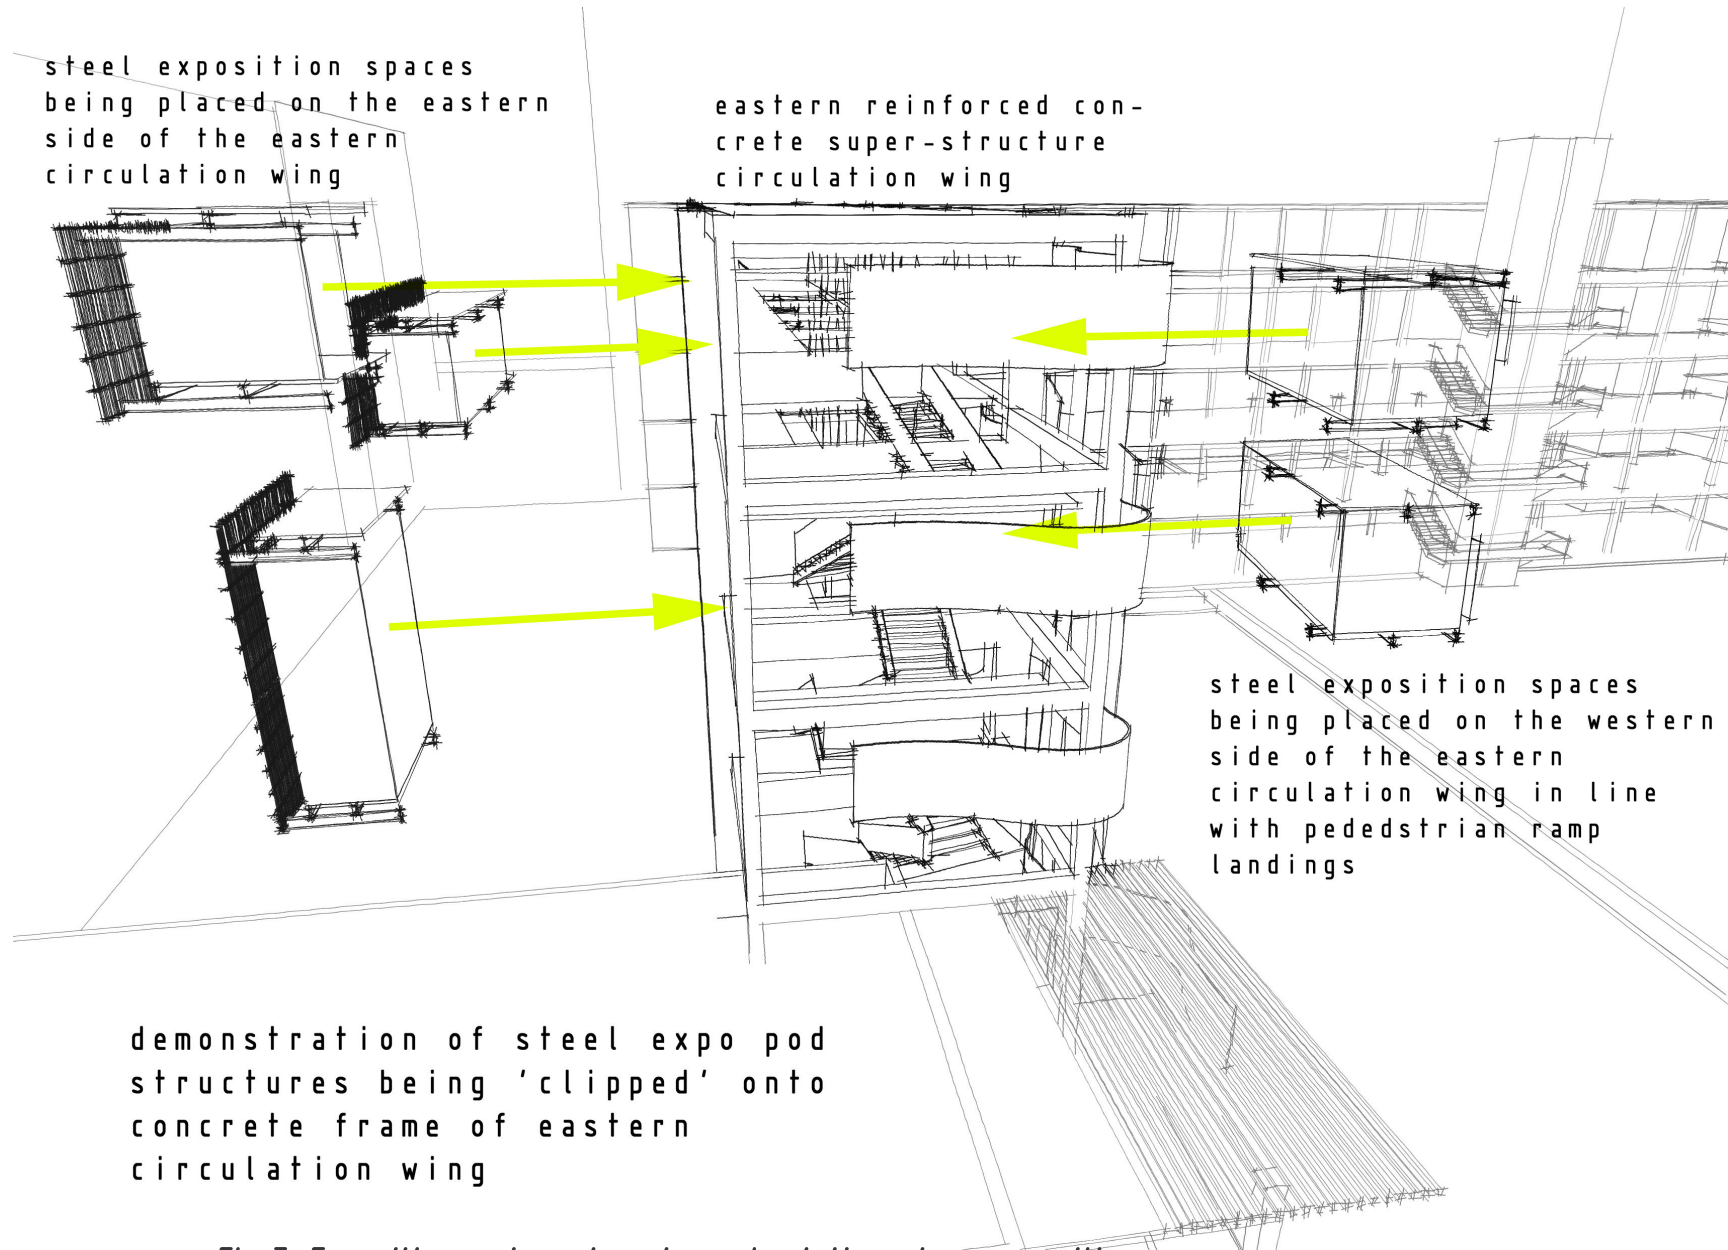 steel exposition spaces
being placed on the eastern
side of the eastern
circulation wing
eastern reinforced con-
crete super-structure
circulation wing
steel exposition spaces
being placed on the western
side of the eastern
circulation wing in line
with pededstrian ramp
landings
demonstration of steel expo pod
structures being 'clipped' onto
concrete frame of eastern
circulation wing